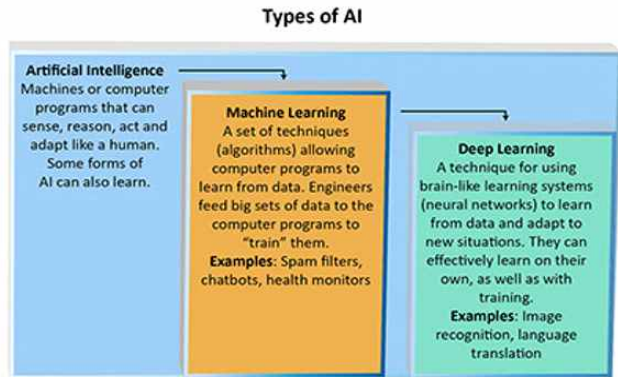 Types of AI
Artificial Intelligence
Machines or computer
programs that can
sense, reason, act and
adapt like a human.
Some forms of
AI can also learn.
Machine Learning
A set of techniques
(algorithms) allowing
computer programs to
learn from data. Engineers
feed big sets of data to the
computer programs to
“train” them.
Examples: Spam filters,
chatbots, health monitors
Deep Learning
A technique for using
brain-like learning systems
(neural networks) to learn
from data and adapt to
new situations. They can
effectively learn on their
own, as well as with
training.
Examples: Image
recognition, language
translation